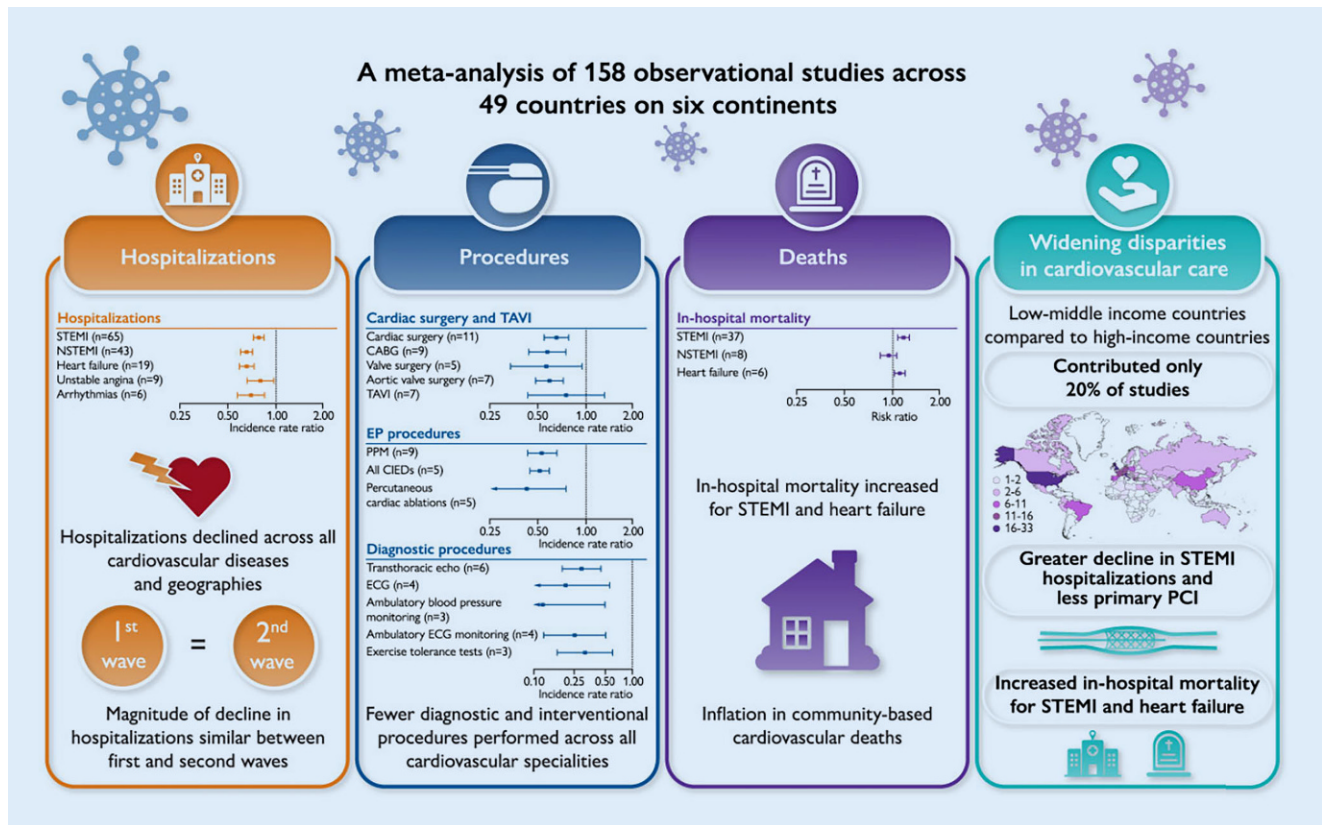 A meta-analysis of 158 observational studies across
49 countries on six continents
Hospitalizations
Hospitalizations
STEMI (n=65)
NSTEMI (n=43)
Heart failure (n=19)
Unstable angina (n=9)
Arrhythmias (n=6)
0.25 0.50 1.00 2.00
Incidence rate ratio
Hospitalizations declined across all
cardiovascular diseases
and geographies
1st
wave
=
2nd
wave
Magnitude of decline in
hospitalizations similar between
first and second waves
Procedures
Cardiac surgery and TAVI
Cardiac surgery (n=11)
CABG (n=9)
Valve surgery (n=5)
Aortic valve surgery (n=7)
TAVI (n=7)
0.25 0.50 1.00 2.00
Incidence rate ratio
EP procedures
PPM (n=9)
All CIEDs (n=5)
Percutaneous
cardiac ablations (n=5)
0.25 0.50 1.00 2.00
Incidence rate ratio
Diagnostic procedures
Transthoracic echo (n=6)
ECG (n=4)
Ambulatory blood pressure
monitoring (n=3)
Ambulatory ECG monitoring (n=4)
Exercise tolerance tests (n=3)
0.10 0.25 0.50 1.00
Incidence rate ratio
Fewer diagnostic and interventional
procedures performed across all
cardiovascular specialities
Deaths
In-hospital mortality
STEMI (n=37)
NSTEMI (n=8)
Heart failure (n=6)
0.25 0.50 1.00 2.00
Risk ratio
In-hospital mortality increased
for STEMI and heart failure
Inflation in community-based
cardiovascular deaths
Widening disparities
in cardiovascular care
Low-middle income countries
compared to high-income countries
Contributed only
20% of studies
1-2
2-6
6-11
11-16
16-33
Greater decline in STEMI
hospitalizations and
less primary PCI
Increased in-hospital mortality
for STEMI and heart failure